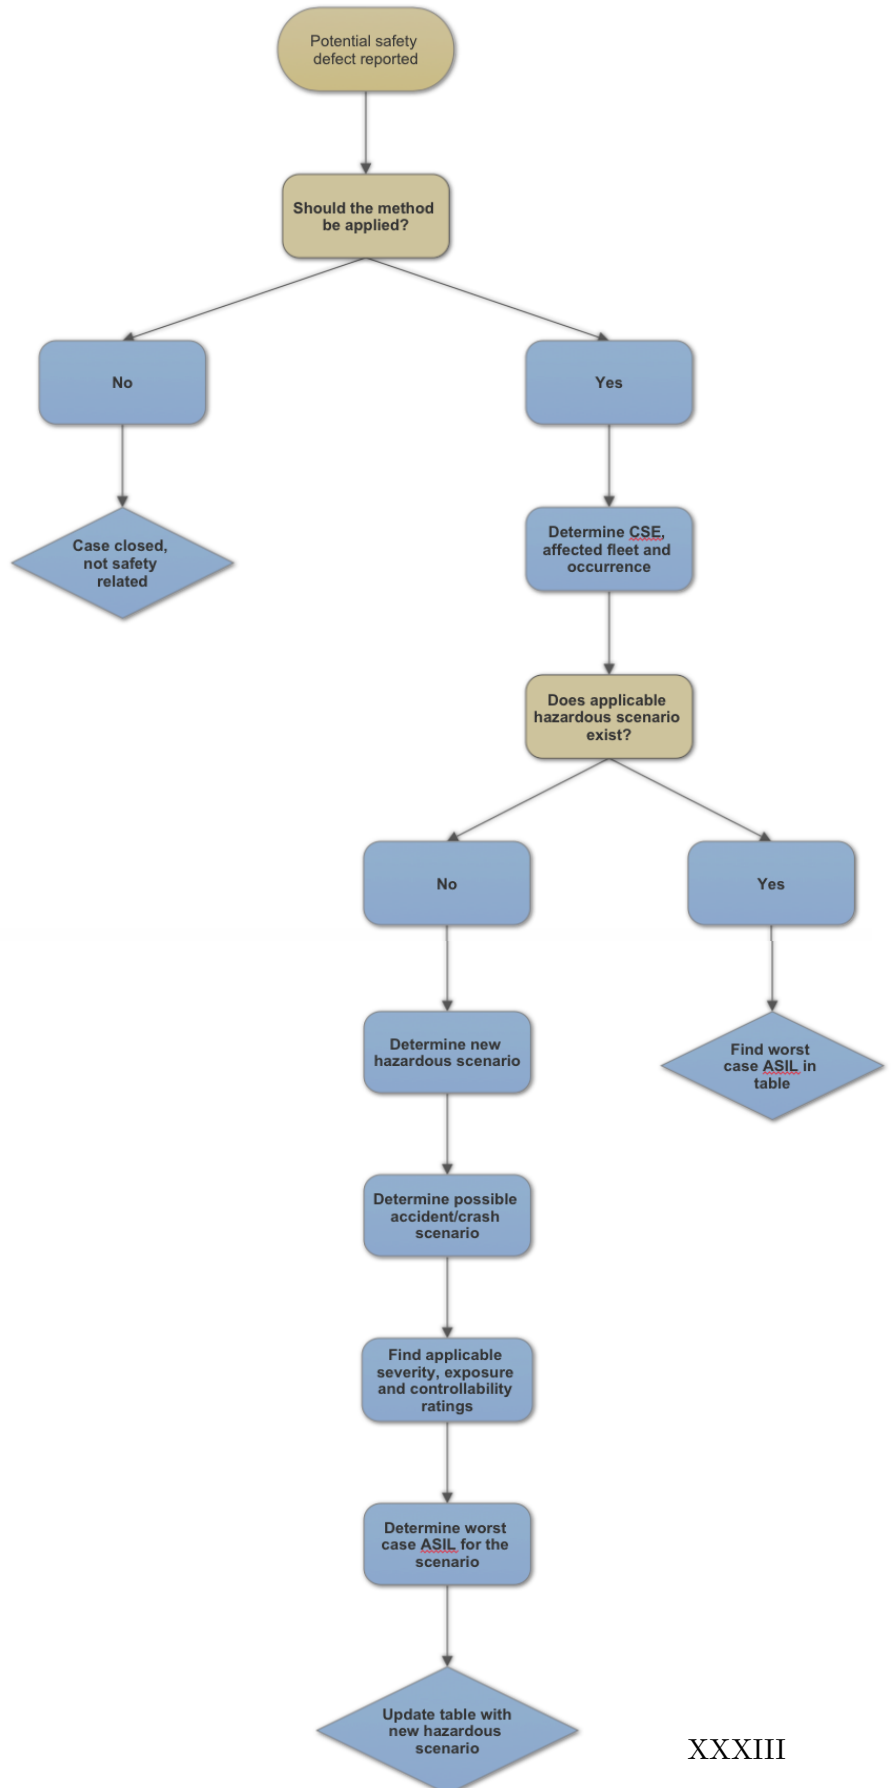 Potential safety
defect reported
Should the method
be applied?
No
Yes
Case closed,
not safety
related
Determine CSE,
affected fleet and
occurrence
Does applicable
hazardous scenario
exist?
No
Yes
Determine new
hazardous scenario
Find worst
case ASIL in
table
Determine possible
accident/crash
scenario
Find applicable
severity, exposure
and controllability
ratings
Determine worst
case ASIL for the
scenario
Update table with
new hazardous
scenario
XXXIII